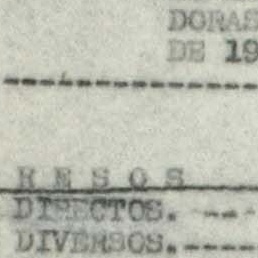 DORAS
DE 19
R E S O S
DIRECTOS. ---
DIVERSOS.----